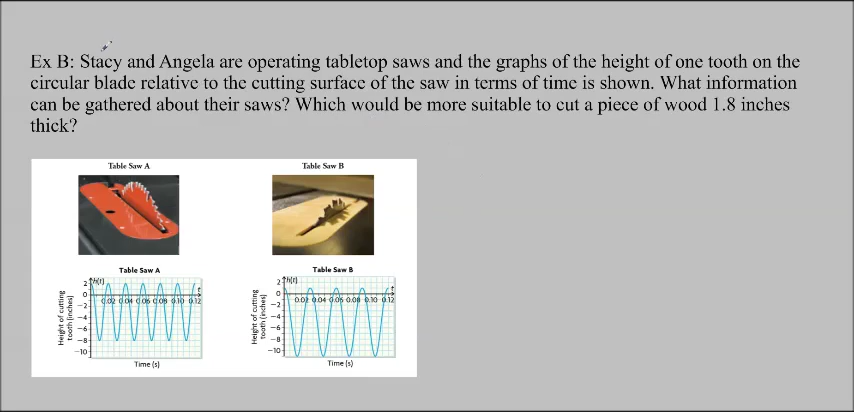 Ex B: Stacy and Angela are operating tabletop saws and the graphs of the height of one tooth on the
circular blade relative to the cutting surface of the saw in terms of time is shown. What information
can be gathered about their saws? Which would be more suitable to cut a piece of wood 1.8 inches
thick?
Table Saw A
Table Saw B
Table Saw A
h(t)
2
0
-2
-4
-6
-8
-10
0.02 0.04 0.06 0.08 0.10 0.12
t
Height of cutting
tooth (inches)
Time (s)
Table Saw B
h(t)
2
0
-2
-4
-6
-8
-10
0.02 0.04 0.06 0.08 0.10 0.12
t
Height of cutting
tooth (inches)
Time (s)